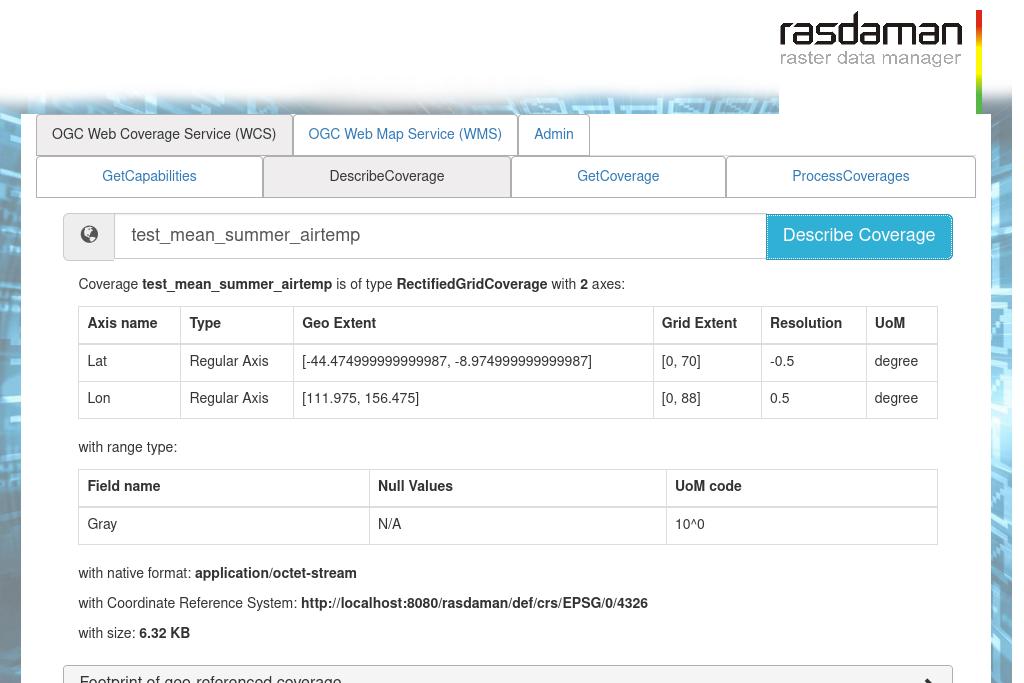 rasdaman
raster data manager
OGC Web Coverage Service (WCS) OGC Web Map Service (WMS) Admin
GetCapabilities DescribeCoverage GetCoverage ProcessCoverages
test_mean_summer_airtemp Describe Coverage
Coverage test_mean_summer_airtemp is of type RectifiedGridCoverage with 2 axes:
Axis name Type Geo Extent Grid Extent Resolution UoM
Lat Regular Axis [-44.474999999999987, -8.974999999999987] [0, 70] -0.5 degree
Lon Regular Axis [111.975, 156.475] [0, 88] 0.5 degree
with range type:
Field name Null Values UoM code
Gray N/A 10^0
with native format: application/octet-stream
with Coordinate Reference System: http://localhost:8080/rasdaman/def/crs/EPSG/0/4326
with size: 6.32 KB
Footprint of geo-referenced coverage